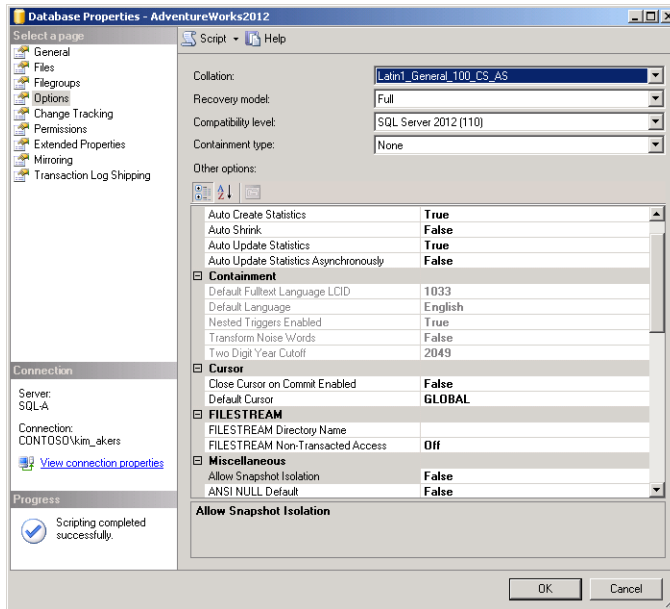 Database Properties - AdventureWorks2012
Select a page
General
Files
Filegroups
Options
Change Tracking
Permissions
Extended Properties
Mirroring
Transaction Log Shipping
Connection
Server:
SQL-A
Connection:
CONTOSO\kim_akers
View connection properties
Progress
Scripting completed
successfully.
Script Help
Collation: Latin1_General_100_CS_AS
Recovery model: Full
Compatibility level: SQL Server 2012 (110)
Containment type: None
Other options:
Auto Create Statistics True
Auto Shrink False
Auto Update Statistics True
Auto Update Statistics Asynchronously False
Containment
Default Fulltext Language LCID 1033
Default Language English
Nested Triggers Enabled True
Transform Noise Words False
Two Digit Year Cutoff 2049
Cursor
Close Cursor on Commit Enabled False
Default Cursor GLOBAL
FILESTREAM
FILESTREAM Directory Name
FILESTREAM Non-Transacted Access Off
Miscellaneous
Allow Snapshot Isolation False
ANSI NULL Default False
Allow Snapshot Isolation
OK Cancel